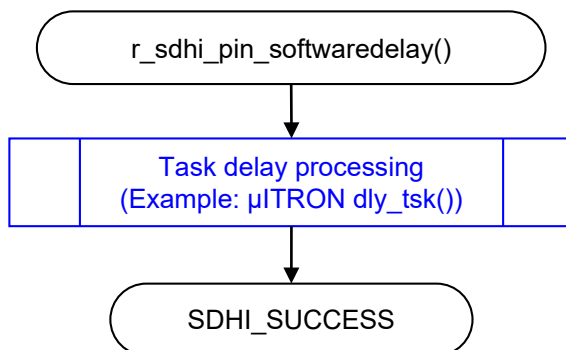 r_sdhi_pin_softwaredelay()
Task delay processing
(Example: μITRON dly_tsk())
SDHI_SUCCESS